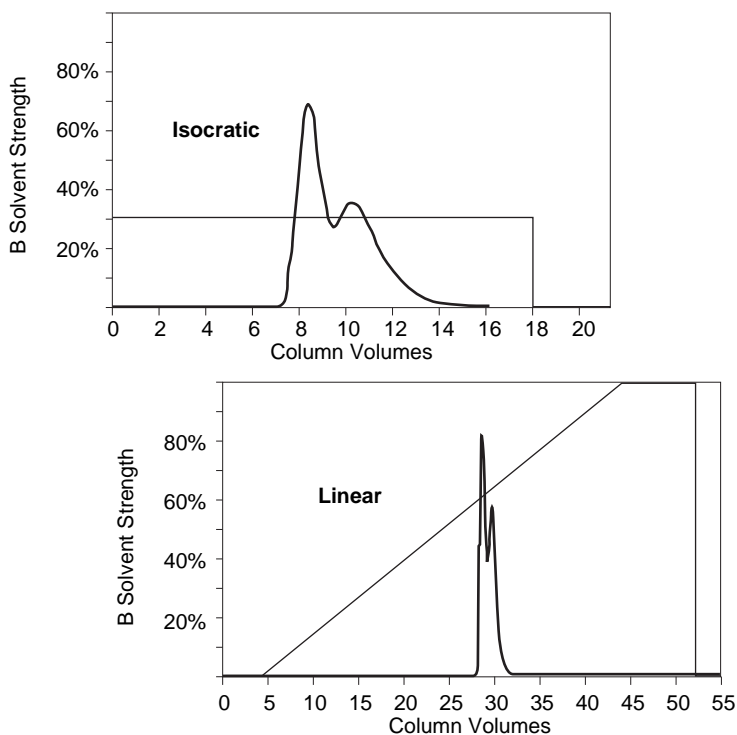 B Solvent Strength
80%
60%
40%
20%
Isocratic
0 2 4 6 8 10 12 14 16 18 20
Column Volumes
B Solvent Strength
80%
60%
40%
20%
Linear
0 5 10 15 20 25 30 35 40 45 50 55
Column Volumes